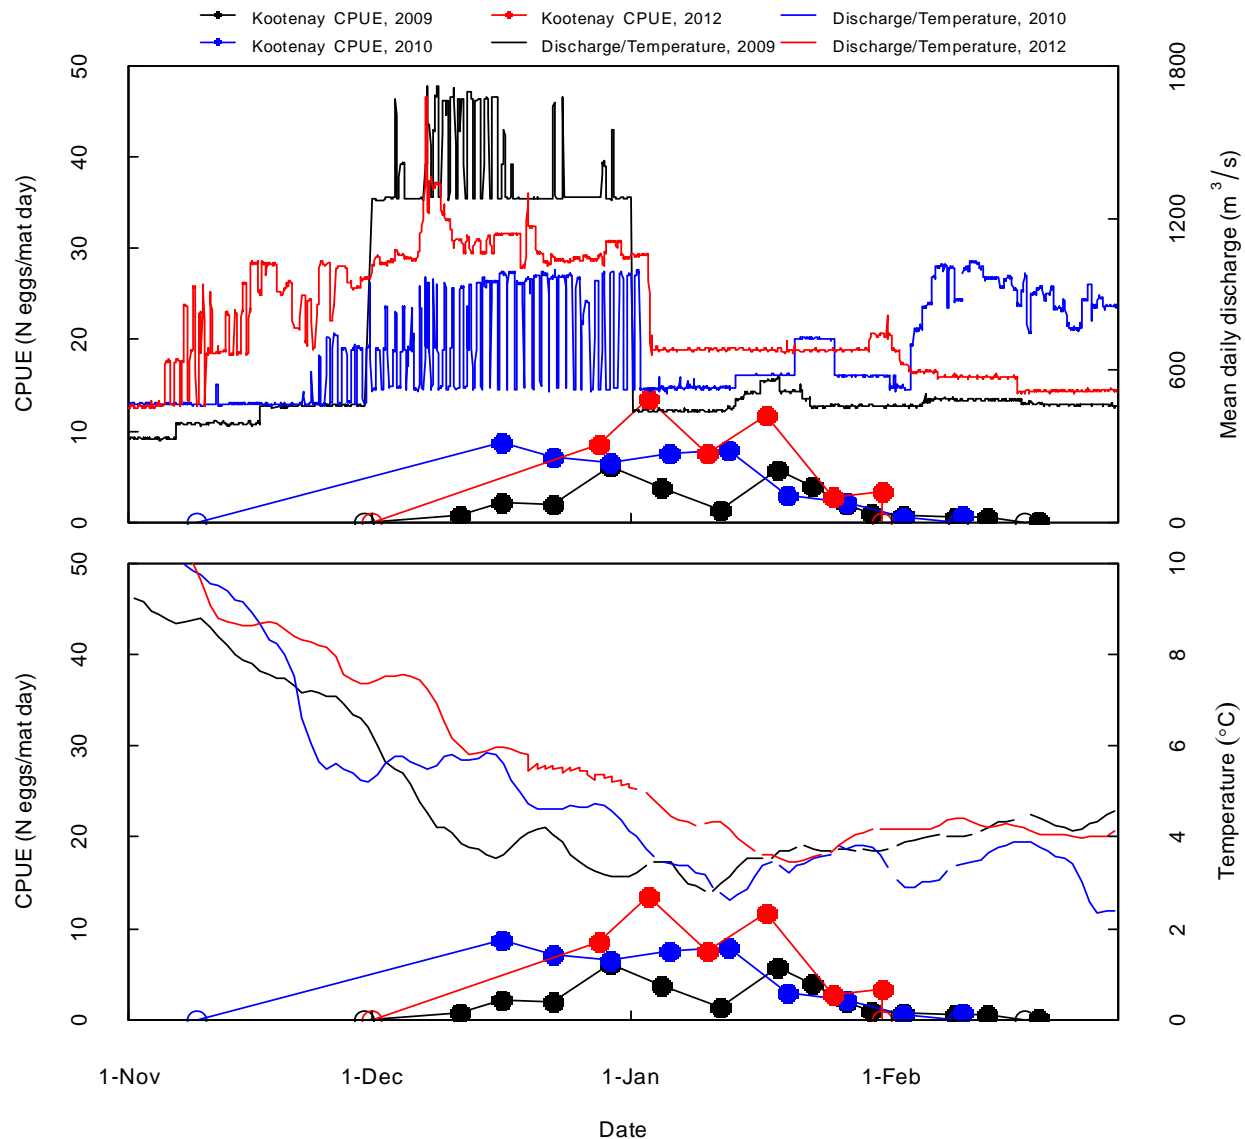 Kootenay CPUE, 2009 Kootenay CPUE, 2012 Discharge/Temperature, 2010
Kootenay CPUE, 2010 Discharge/Temperature, 2009 Discharge/Temperature, 2012
50
40
30
20
10
0
CPUE (N eggs/mat day)
1800
1200
600
0
Mean daily discharge (m³/s)
50
40
30
20
10
0
CPUE (N eggs/mat day)
10
8
6
4
2
0
Temperature (°C)
1-Nov 1-Dec 1-Jan 1-Feb
Date